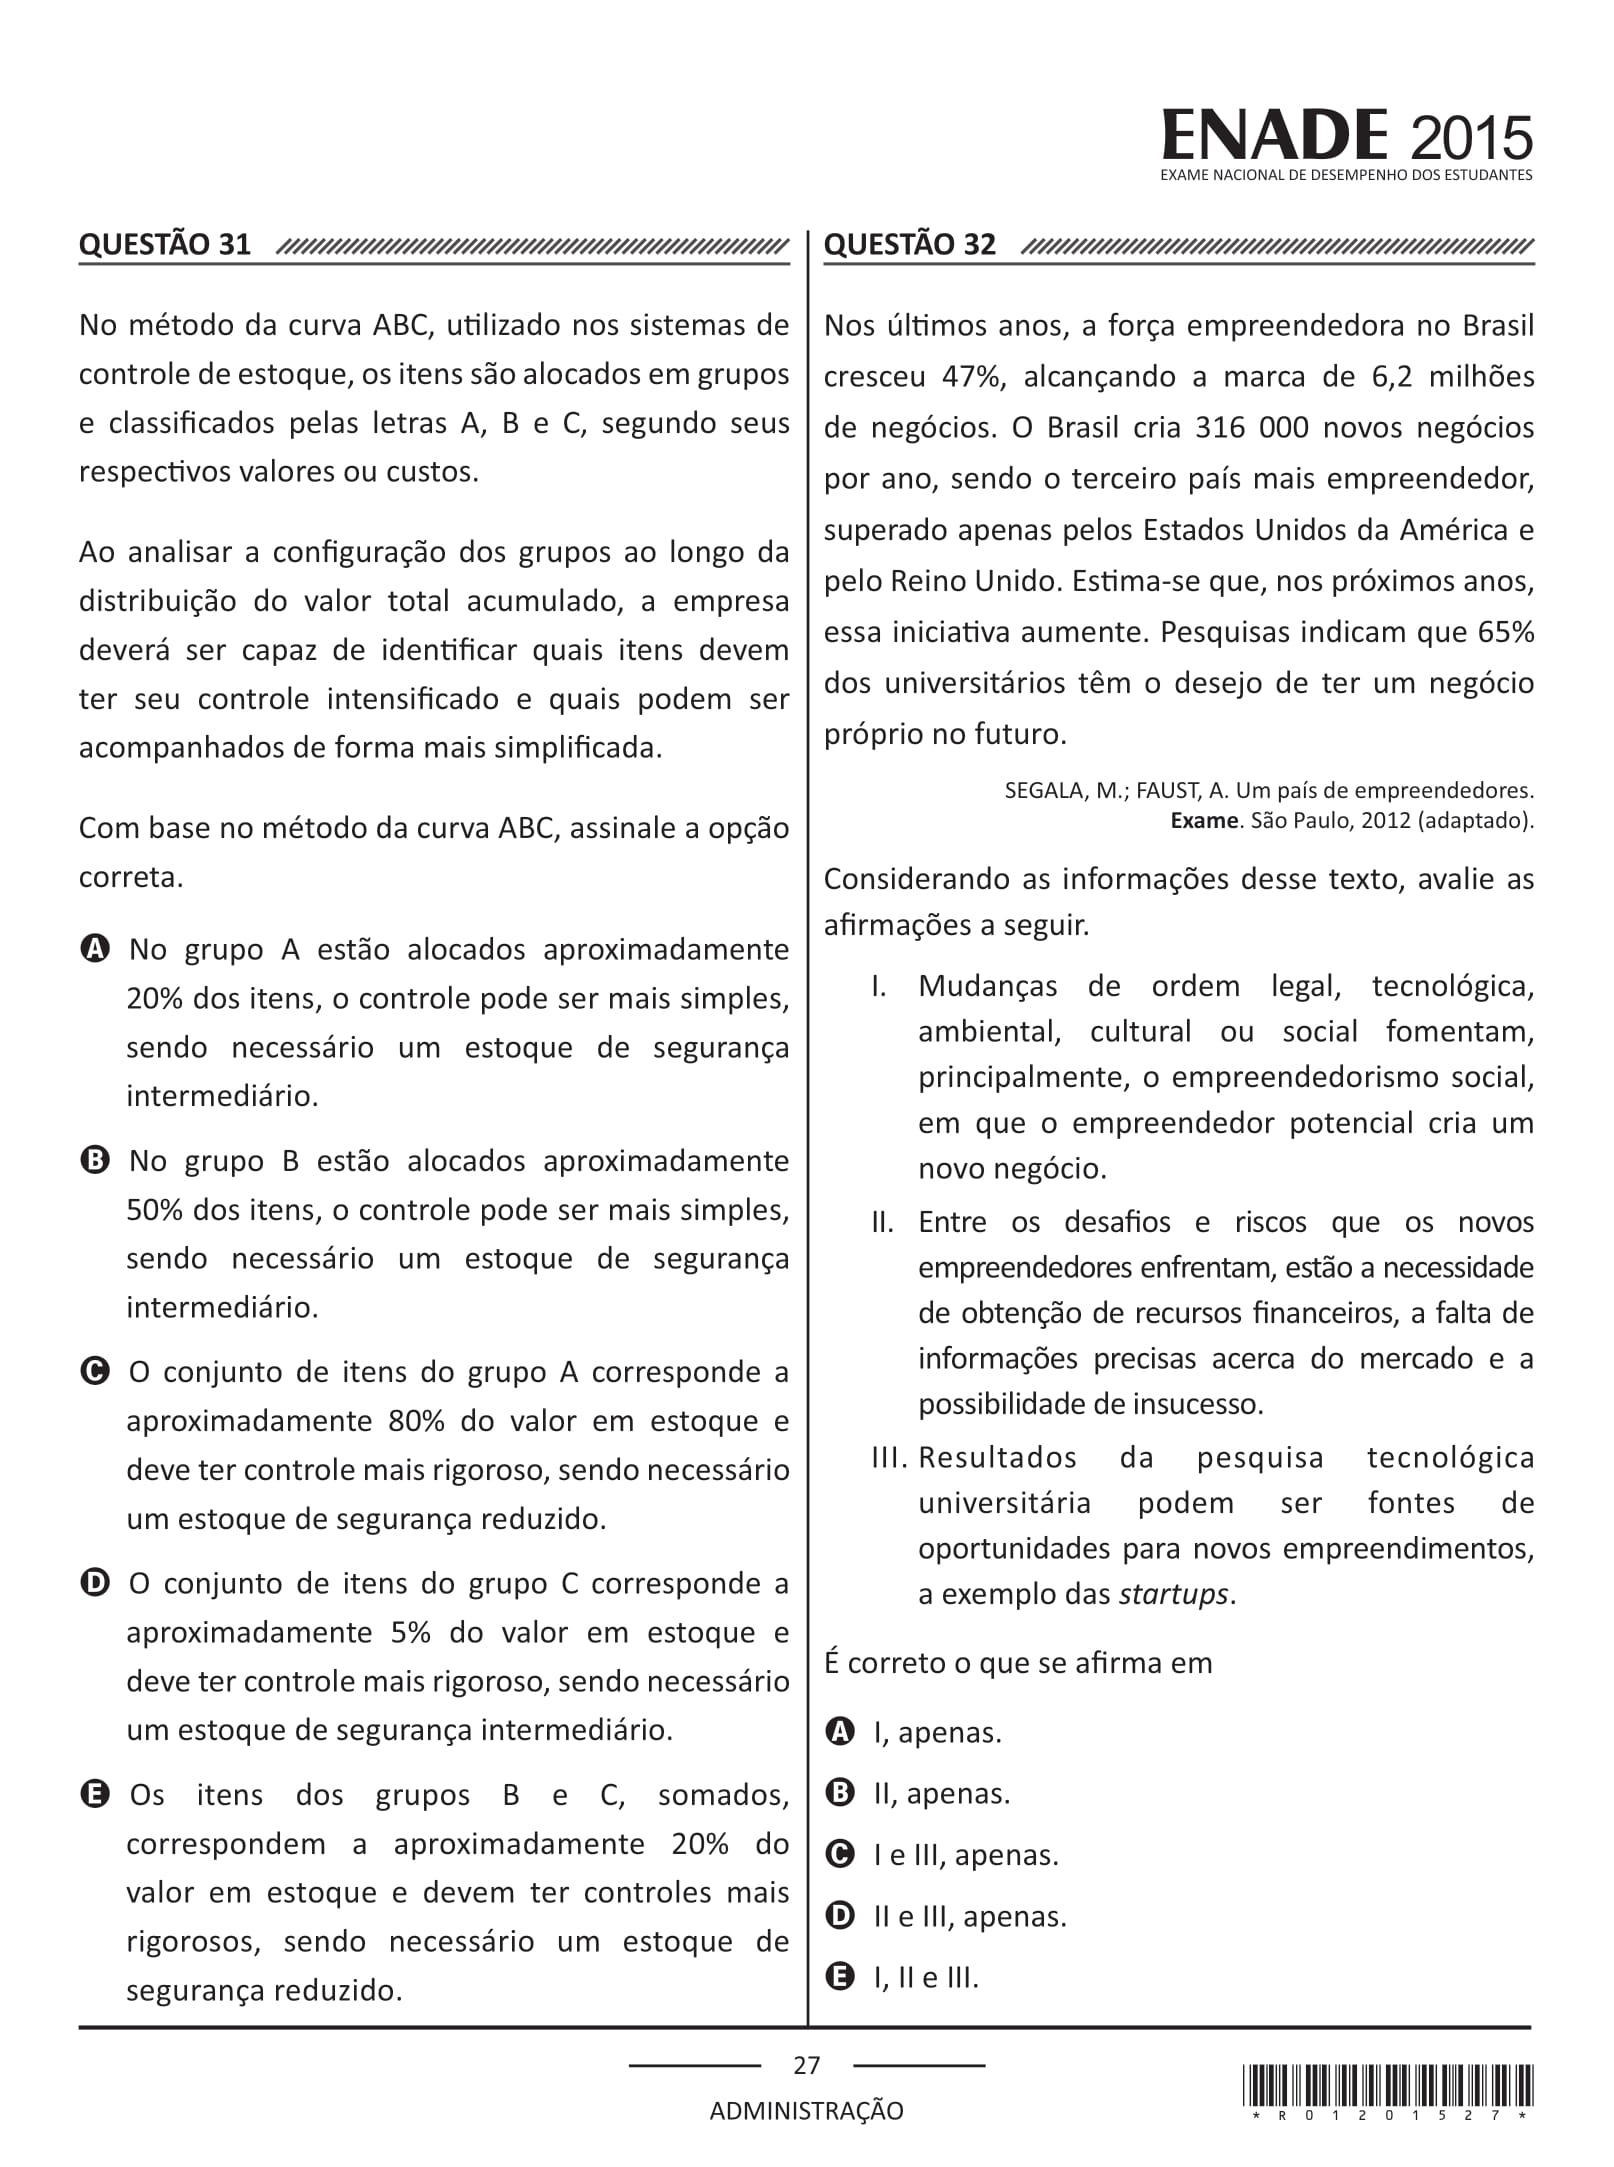 ENADE 2015
EXAME NACIONAL DE DESEMPENHO DOS ESTUDANTES
QUESTÃO 31
No método da curva ABC, utilizado nos sistemas de
controle de estoque, os itens são alocados em grupos
e classificados pelas letras A, B e C, segundo seus
respectivos valores ou custos.
Ao analisar a configuração dos grupos ao longo da
distribuição do valor total acumulado, a empresa
deverá ser capaz de identificar quais itens devem
ter seu controle intensificado e quais podem ser
acompanhados de forma mais simplificada.
Com base no método da curva ABC, assinale a opção
correta.
A No grupo A estão alocados aproximadamente
20% dos itens, o controle pode ser mais simples,
sendo necessário um estoque de segurança
intermediário.
B No grupo B estão alocados aproximadamente
50% dos itens, o controle pode ser mais simples,
sendo necessário um estoque de segurança
intermediário.
C O conjunto de itens do grupo A corresponde a
aproximadamente 80% do valor em estoque e
deve ter controle mais rigoroso, sendo necessário
um estoque de segurança reduzido.
D O conjunto de itens do grupo C corresponde a
aproximadamente 5% do valor em estoque e
deve ter controle mais rigoroso, sendo necessário
um estoque de segurança intermediário.
E Os itens dos grupos B e C, somados,
correspondem a aproximadamente 20% do
valor em estoque e devem ter controles mais
rigorosos, sendo necessário um estoque de
segurança reduzido.
QUESTÃO 32
Nos últimos anos, a força empreendedora no Brasil
cresceu 47%, alcançando a marca de 6,2 milhões
de negócios. O Brasil cria 316 000 novos negócios
por ano, sendo o terceiro país mais empreendedor,
superado apenas pelos Estados Unidos da América e
pelo Reino Unido. Estima-se que, nos próximos anos,
essa iniciativa aumente. Pesquisas indicam que 65%
dos universitários têm o desejo de ter um negócio
próprio no futuro.
SEGALA, M.; FAUST, A. Um país de empreendedores.
Exame. São Paulo, 2012 (adaptado).
Considerando as informações desse texto, avalie as
afirmações a seguir.
I. Mudanças de ordem legal, tecnológica,
ambiental, cultural ou social fomentam,
principalmente, o empreendedorismo social,
em que o empreendedor potencial cria um
novo negócio.
II. Entre os desafios e riscos que os novos
empreendedores enfrentam, estão a necessidade
de obtenção de recursos financeiros, a falta de
informações precisas acerca do mercado e a
possibilidade de insucesso.
III. Resultados da pesquisa tecnológica
universitária podem ser fontes de
oportunidades para novos empreendimentos,
a exemplo das startups.
É correto o que se afirma em
A I, apenas.
B II, apenas.
C I e III, apenas.
D II e III, apenas.
E I, II e III.
27
ADMINISTRAÇÃO
*R01201527*